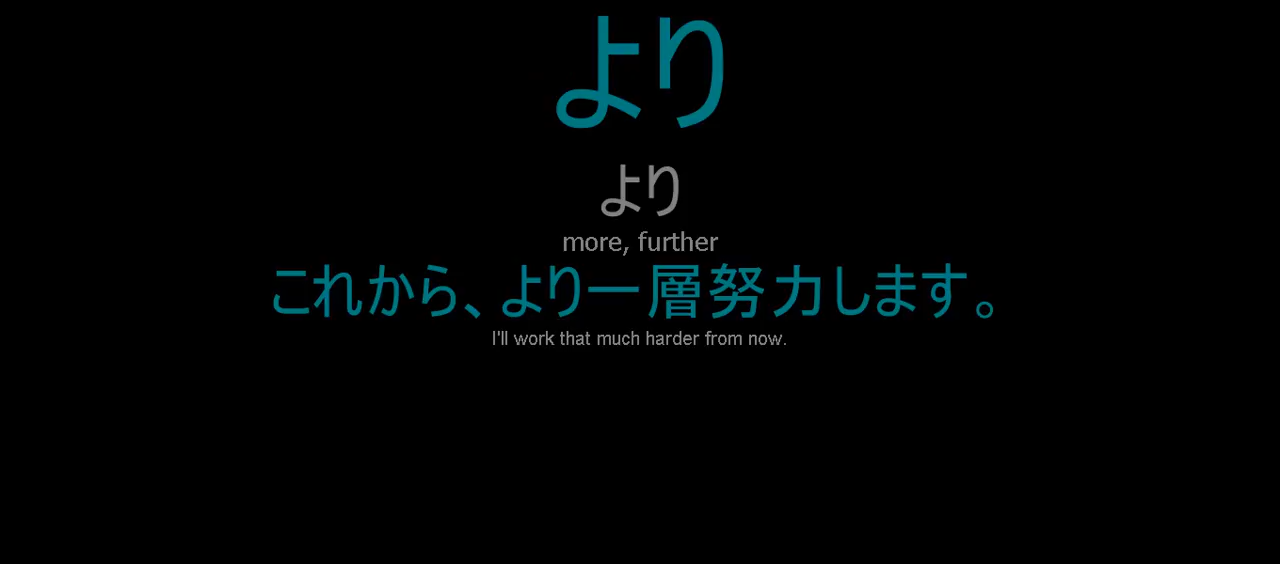 より
より
more, further
これから、より一層努力します。
I'll work that much harder from now.